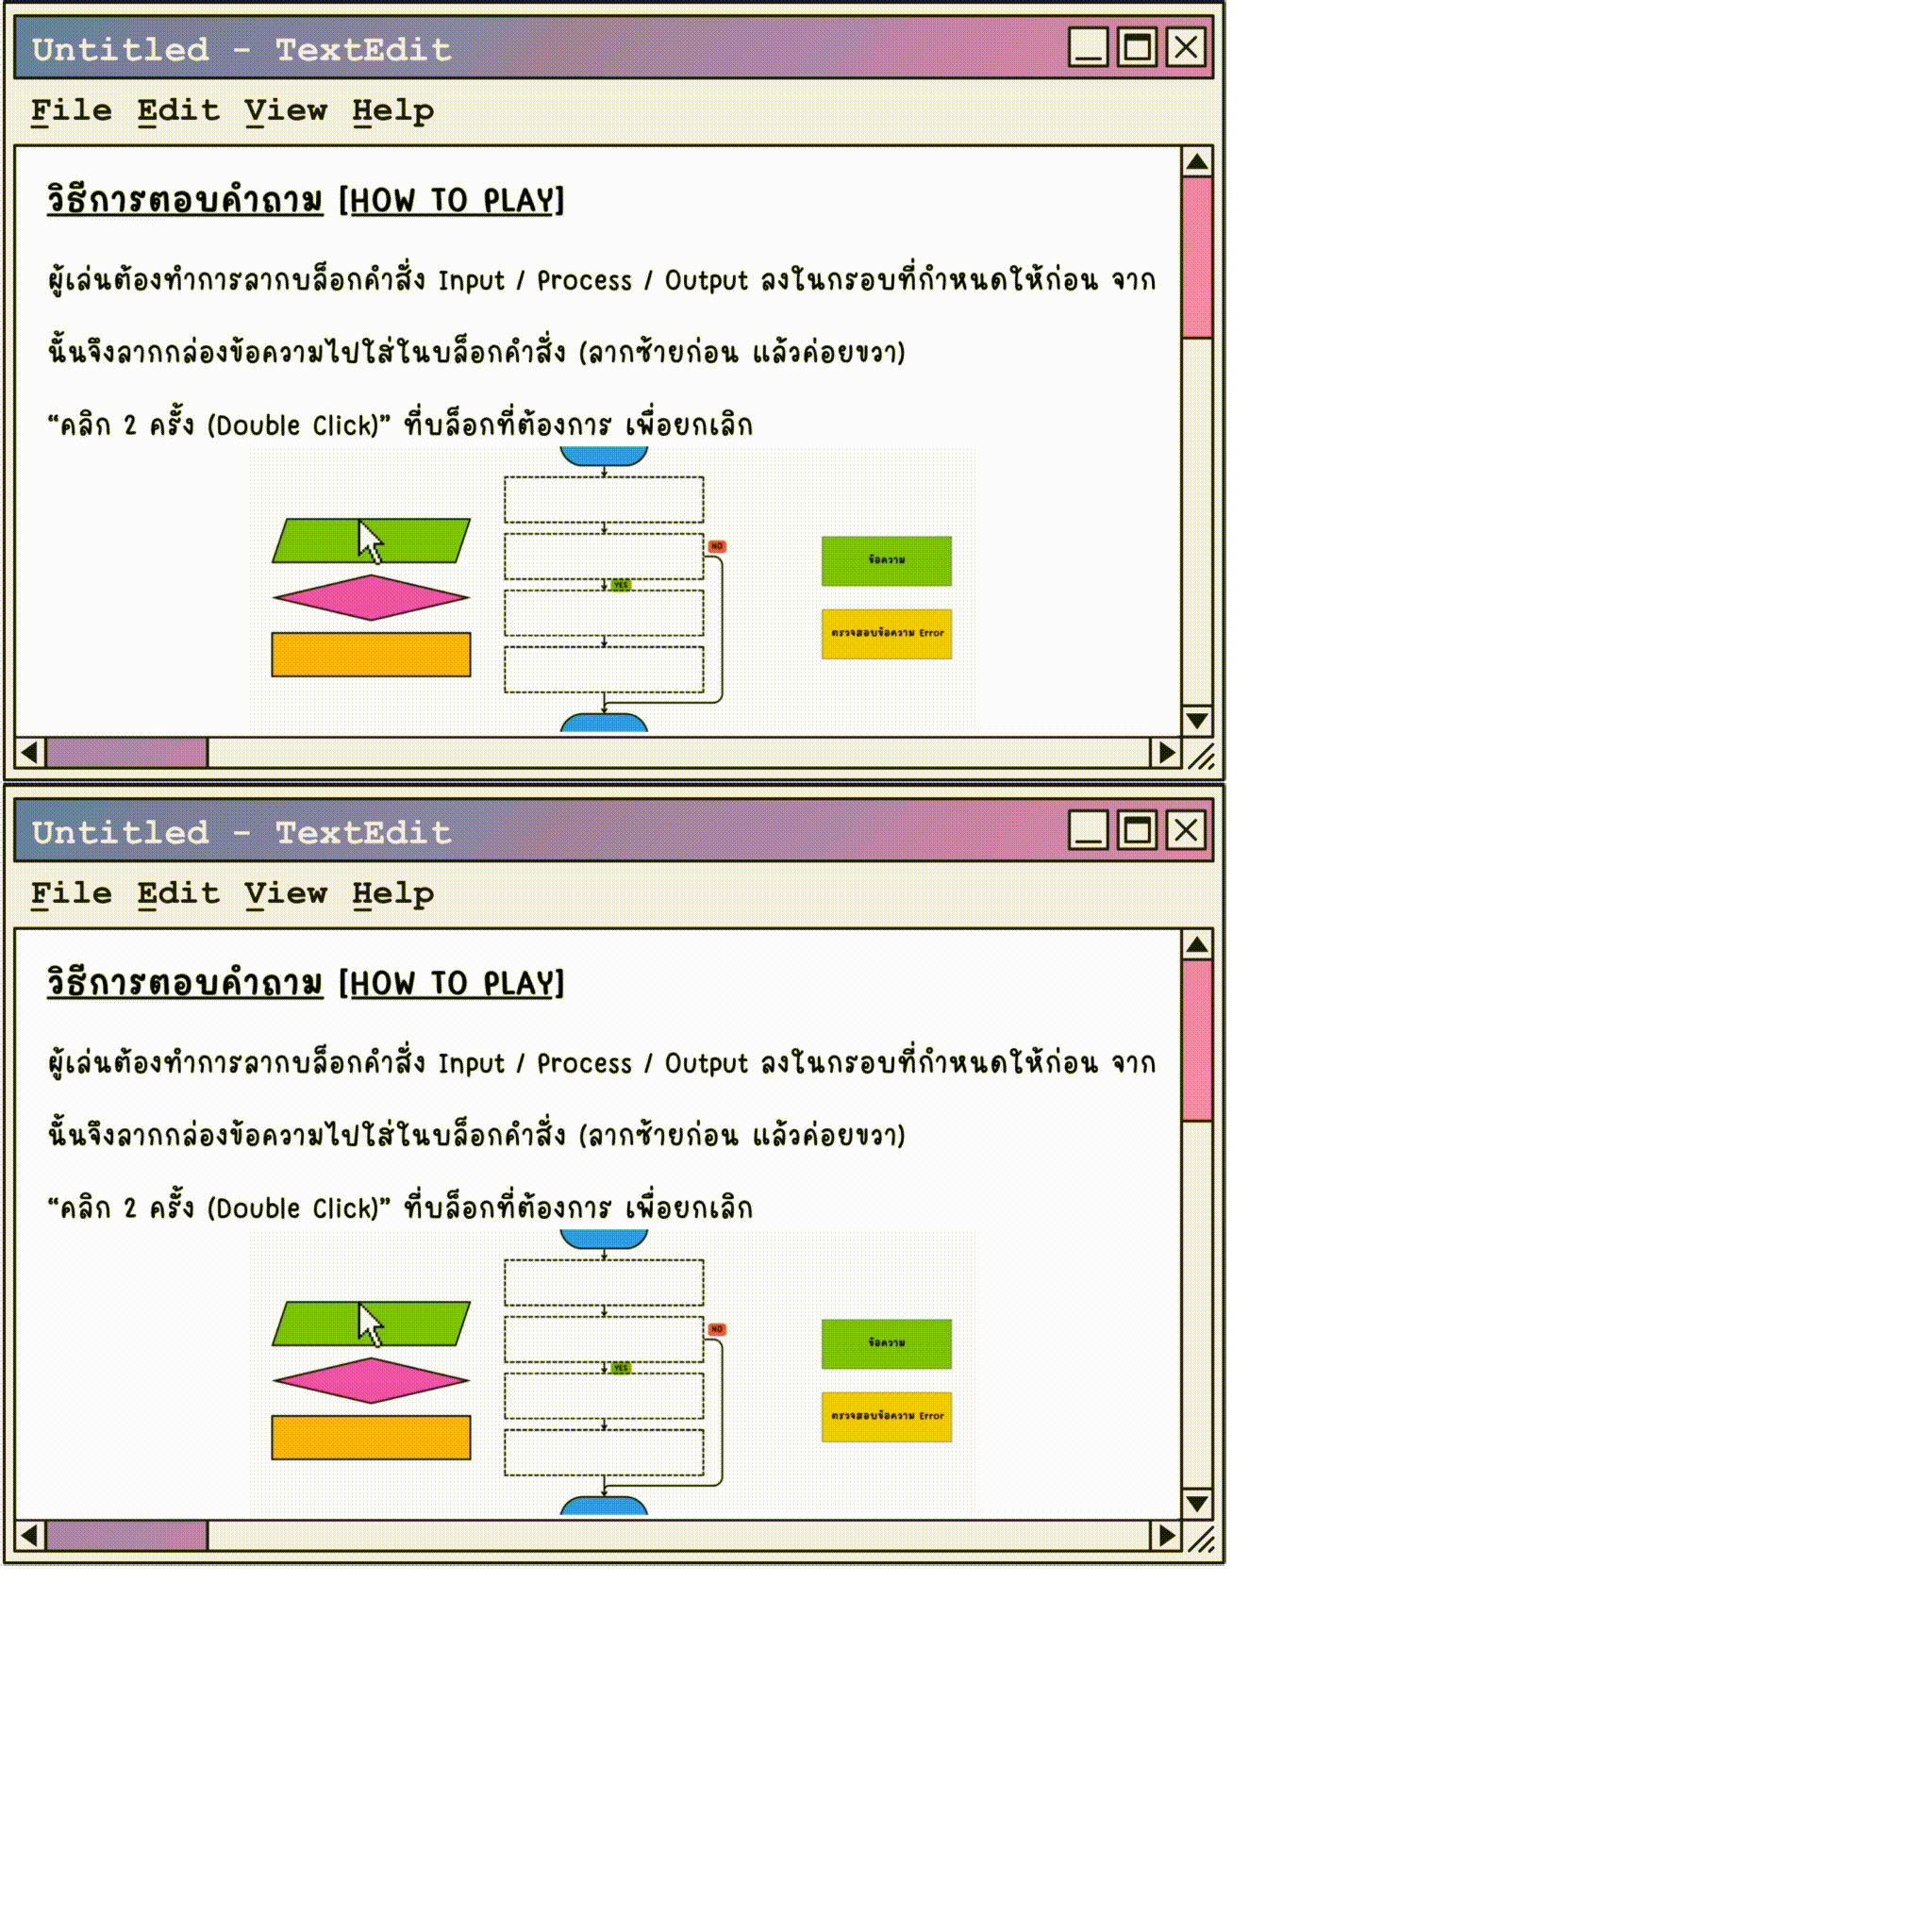 Untitled - TextEdit
File Edit View Help
วิธีการตอบคำถาม [HOW TO PLAY]
ผู้เล่นต้องทำการลากบล็อกคำสั่ง Input / Process / Output ลงในกรอบที่กำหนดให้ก่อน จาก
นั้นจึงลากกล่องข้อความไปใส่ในบล็อกคำสั่ง (ลากซ้ายก่อน แล้วค่อยขวา)
“คลิก 2 ครั้ง (Double Click)” ที่บล็อกที่ต้องการ เพื่อยกเลิก
NO
ข้อความ
YES
ตรวจสอบข้อความ Error
Untitled - TextEdit
File Edit View Help
วิธีการตอบคำถาม [HOW TO PLAY]
ผู้เล่นต้องทำการลากบล็อกคำสั่ง Input / Process / Output ลงในกรอบที่กำหนดให้ก่อน จาก
นั้นจึงลากกล่องข้อความไปใส่ในบล็อกคำสั่ง (ลากซ้ายก่อน แล้วค่อยขวา)
“คลิก 2 ครั้ง (Double Click)” ที่บล็อกที่ต้องการ เพื่อยกเลิก
NO
ข้อความ
YES
ตรวจสอบข้อความ Error